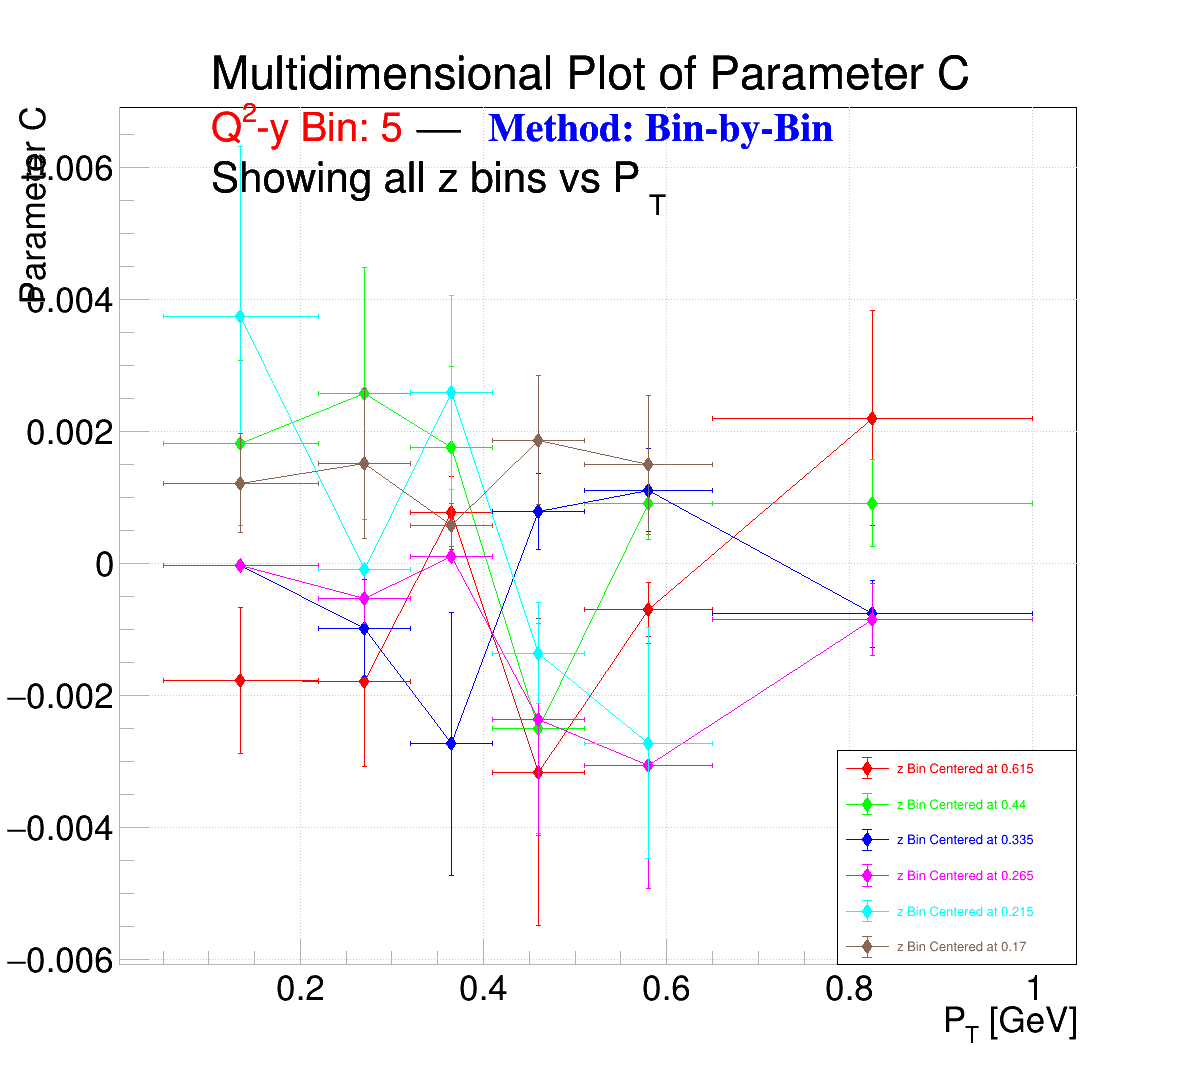 Multidimensional Plot of Parameter C
Q²-y Bin: 5 — Method: Bin-by-Bin
Showing all z bins vs P_T
Parameter C
0.006
0.004
0.002
0
−0.002
−0.004
−0.006
z Bin Centered at 0.615
z Bin Centered at 0.44
z Bin Centered at 0.335
z Bin Centered at 0.265
z Bin Centered at 0.215
z Bin Centered at 0.17
0.2 0.4 0.6 0.8 1
P_T [GeV]